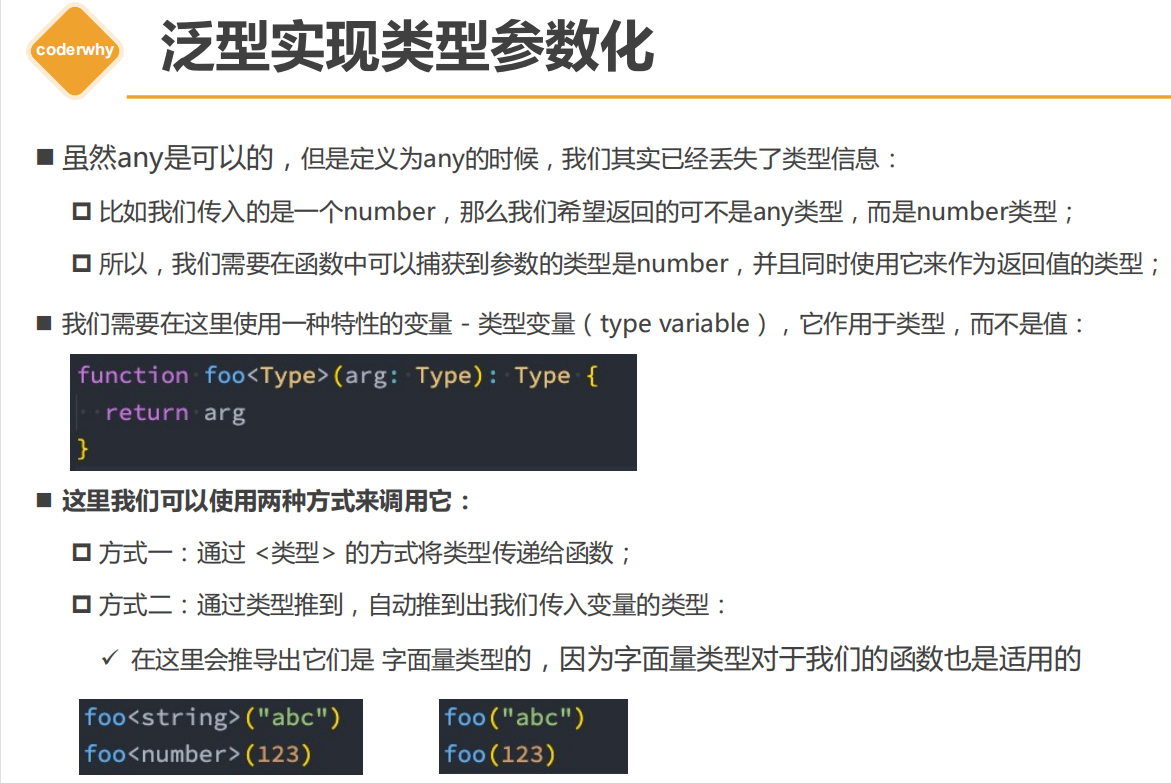 coderwhy
泛型实现类型参数化
虽然any是可以的，但是定义为any的时候，我们其实已经丢失了类型信息：
比如我们传入的是一个number，那么我们希望返回的可不是any类型，而是number类型；
所以，我们需要在函数中可以捕获到参数的类型是number，并且同时使用它来作为返回值的类型；
我们需要在这里使用一种特性的变量 - 类型变量（type variable），它作用于类型，而不是值：
function foo<Type>(arg: Type): Type {
return arg
}
这里我们可以使用两种方式来调用它：
方式一：通过 <类型> 的方式将类型传递给函数；
方式二：通过类型推到，自动推到出我们传入变量的类型：
✓ 在这里会推导出它们是 字面量类型的，因为字面量类型对于我们的函数也是适用的
foo<string>("abc")
foo<number>(123)
foo("abc")
foo(123)